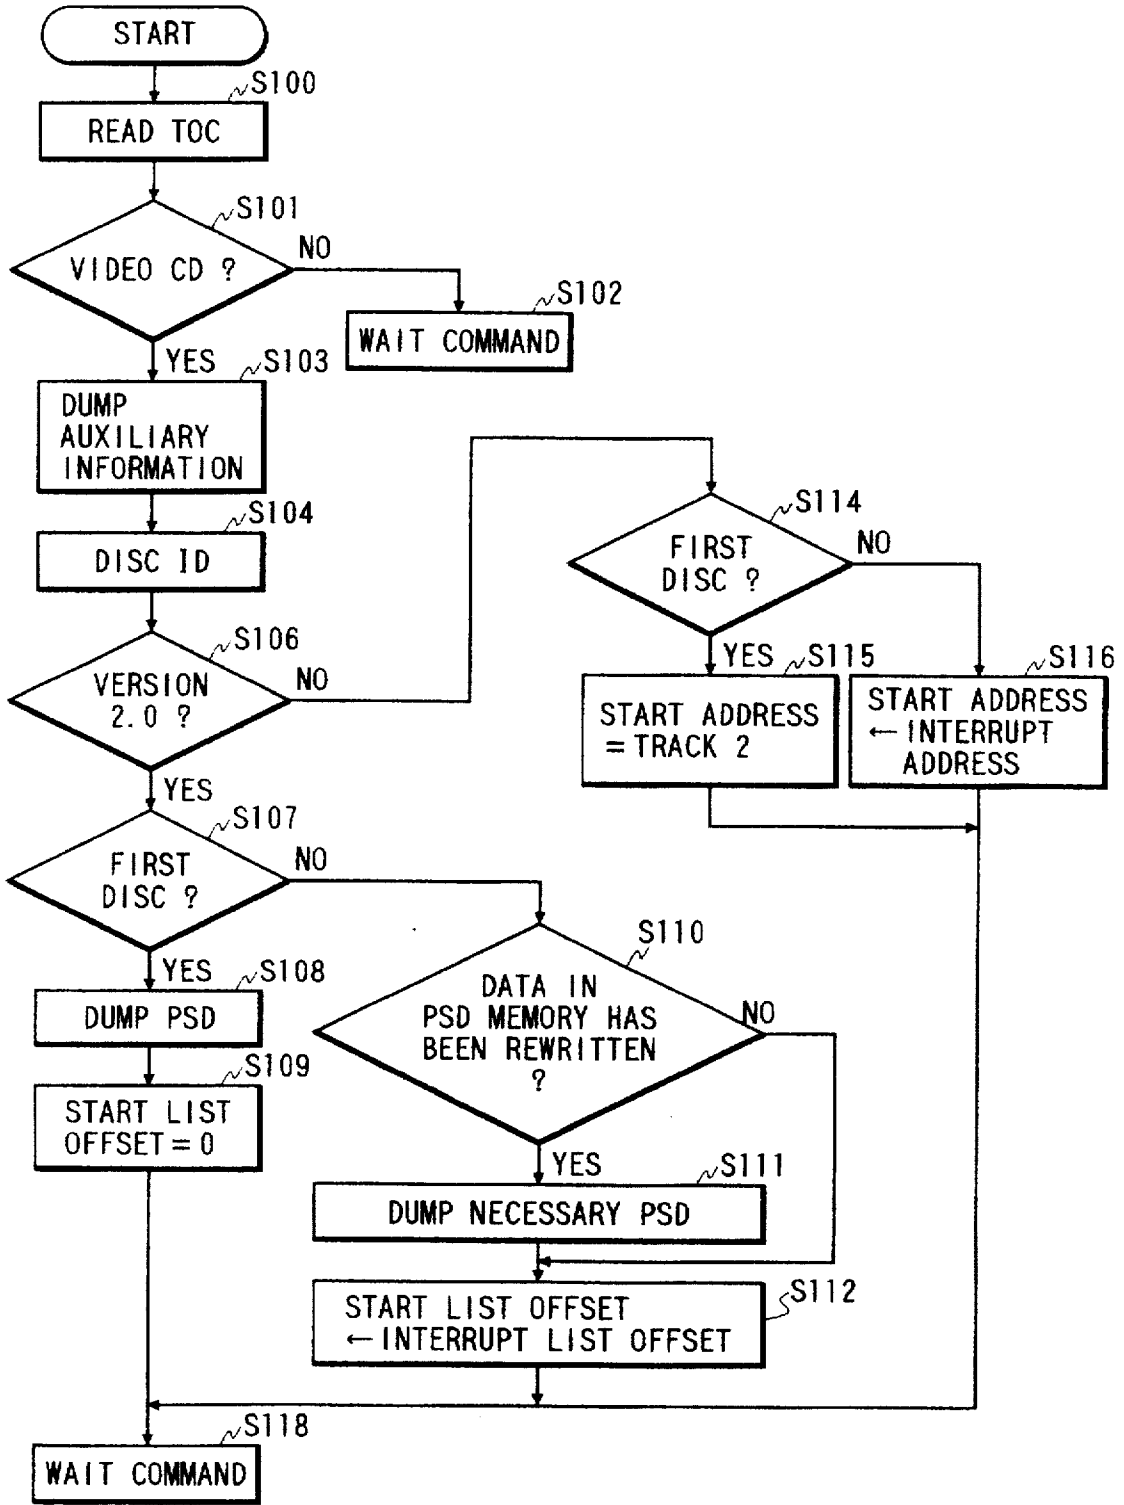 START
S100
READ TOC
S101
VIDEO CD ?
NO
S102
WAIT COMMAND
YES
S103
DUMP
AUXILIARY
INFORMATION
S104
DISC ID
S106
VERSION
2.0 ?
NO
S114
FIRST
DISC ?
NO
YES
S115
START ADDRESS
= TRACK 2
S116
START ADDRESS
← INTERRUPT
ADDRESS
YES
S107
FIRST
DISC ?
NO
YES
S108
DUMP PSD
S109
START LIST
OFFSET = 0
S110
DATA IN
PSD MEMORY HAS
BEEN REWRITTEN
?
NO
YES
S111
DUMP NECESSARY PSD
S112
START LIST OFFSET
← INTERRUPT LIST OFFSET
S118
WAIT COMMAND